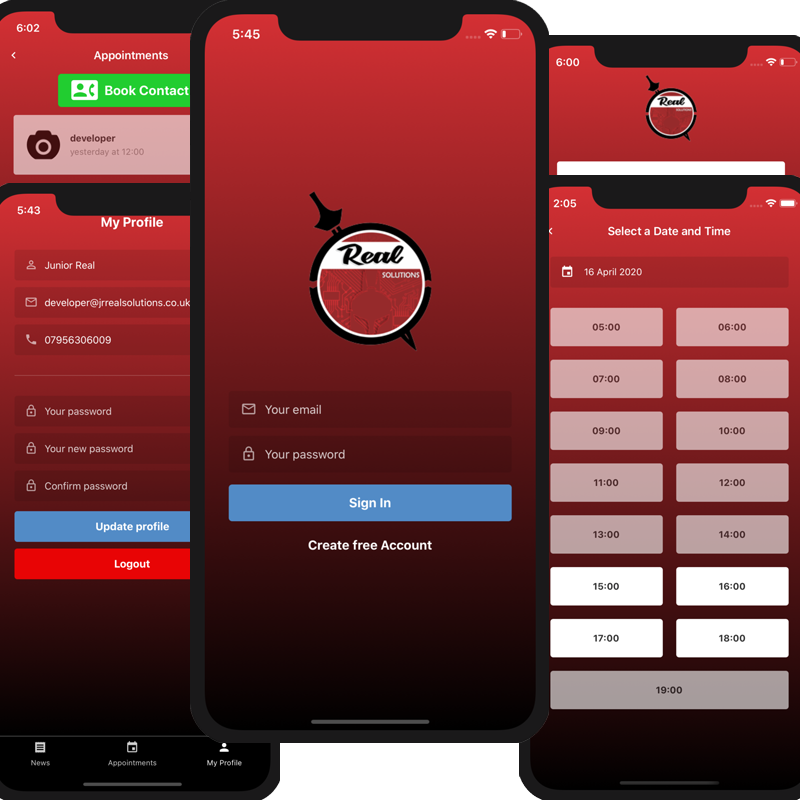 6:02
Appointments
Book Contact
developer
yesterday at 12:00
5:43
My Profile
Junior Real
developer@jrrealsolutions.co.uk
07956306009
Your password
Your new password
Confirm password
Update profile
Logout
News
Appointments
My Profile
5:45
Real
SOLUTIONS
Your email
Your password
Sign In
Create free Account
6:00
Real
SOLUTIONS
2:05
Select a Date and Time
16 April 2020
05:00 06:00
07:00 08:00
09:00 10:00
11:00 12:00
13:00 14:00
15:00 16:00
17:00 18:00
19:00